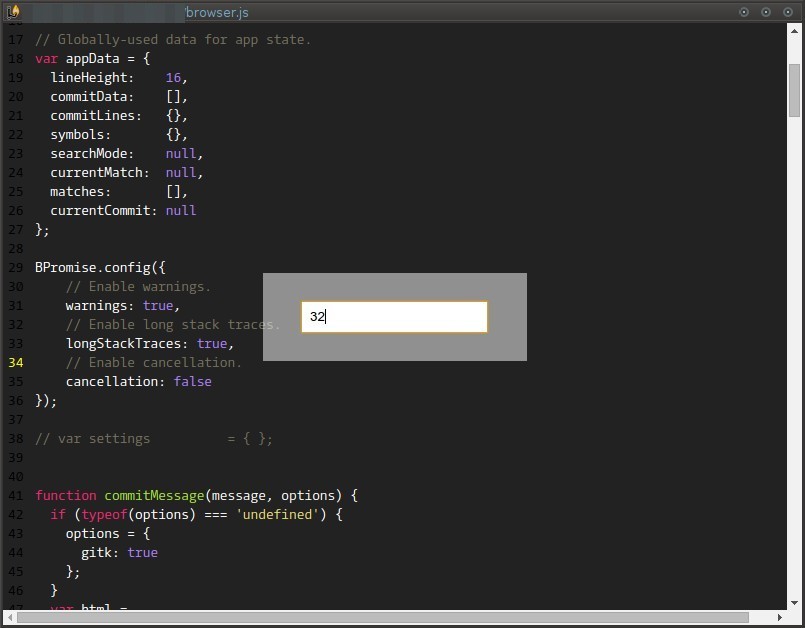 /browser.js
16
17 // Globally-used data for app state.
18 var appData = {
19   lineHeight:    16,
20   commitData:    [],
21   commitLines:   {},
22   symbols:       {},
23   searchMode:    null,
24   currentMatch:  null,
25   matches:       [],
26   currentCommit: null
27 };
28
29 BPromise.config({
30     // Enable warnings.
31     warnings: true,
32     // Enable long stack traces.
33     longStackTraces: true,
34     // Enable cancellation.
35     cancellation: false
36 });
37
38 // var settings          = { };
39
40
41 function commitMessage(message, options) {
42   if (typeof(options) === 'undefined') {
43     options = {
44       gitk: true
45     };
46   }
47   var html =
32